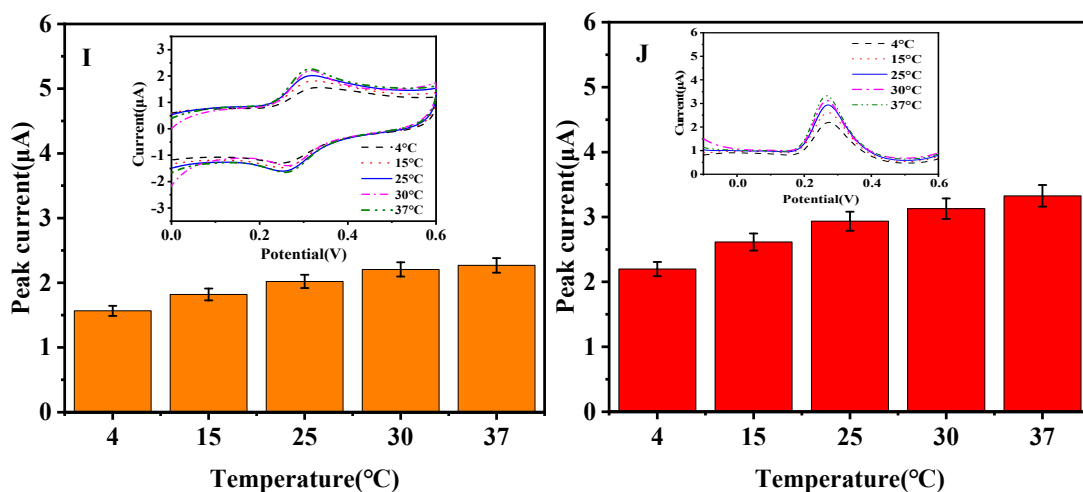 I
Peak current(μA)
6
5
4
3
2
1
0
4
15
25
30
37
Temperature(°C)
Current(μA)
3
2
1
0
-1
-2
-3
0.0
0.2
0.4
0.6
Potential(V)
4°C
15°C
25°C
30°C
37°C
J
Peak current(μA)
6
5
4
3
2
1
0
4
15
25
30
37
Temperature(°C)
Current(μA)
6
5
4
3
2
1
0
0.0
0.2
0.4
0.6
Potential(V)
4°C
15°C
25°C
30°C
37°C